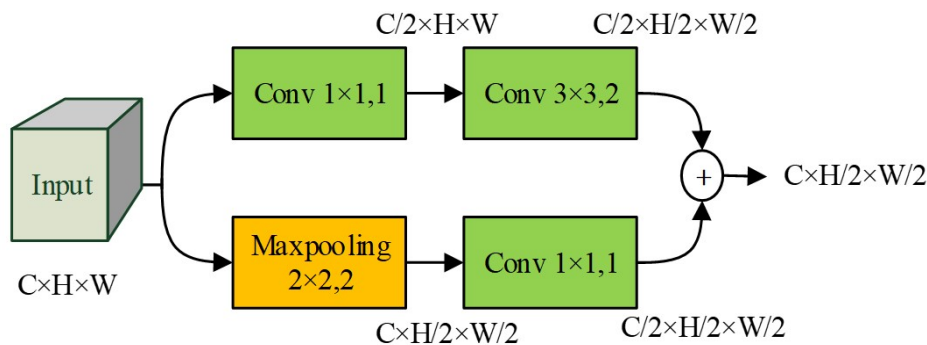 C/2×H×W
C/2×H/2×W/2
Conv 1×1,1
Conv 3×3,2
Input
+
C×H/2×W/2
Maxpooling
2×2,2
Conv 1×1,1
C×H×W
C×H/2×W/2
C/2×H/2×W/2